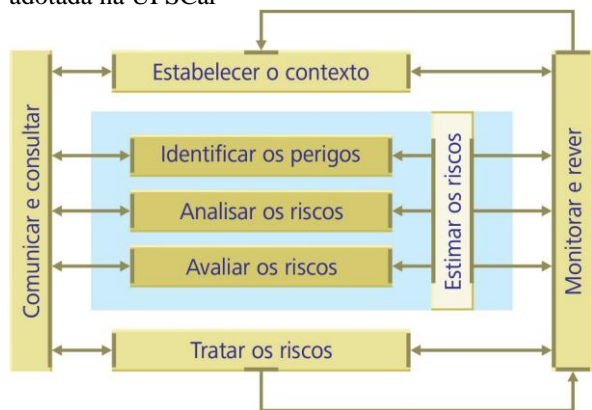 adotada na UFSCar
Estabelecer o contexto
Comunicar e consultar
Identificar os perigos
Analisar os riscos
Avaliar os riscos
Estimar os riscos
Monitorar e rever
Tratar os riscos